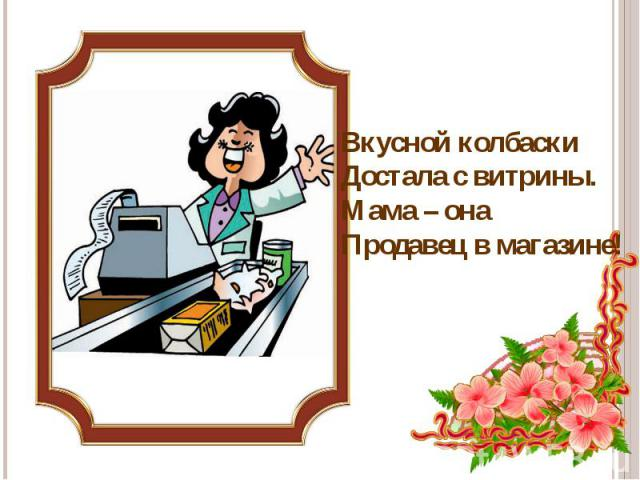 Вкусной колбаски
Достала с витрины.
Мама – она
Продавец в магазине!